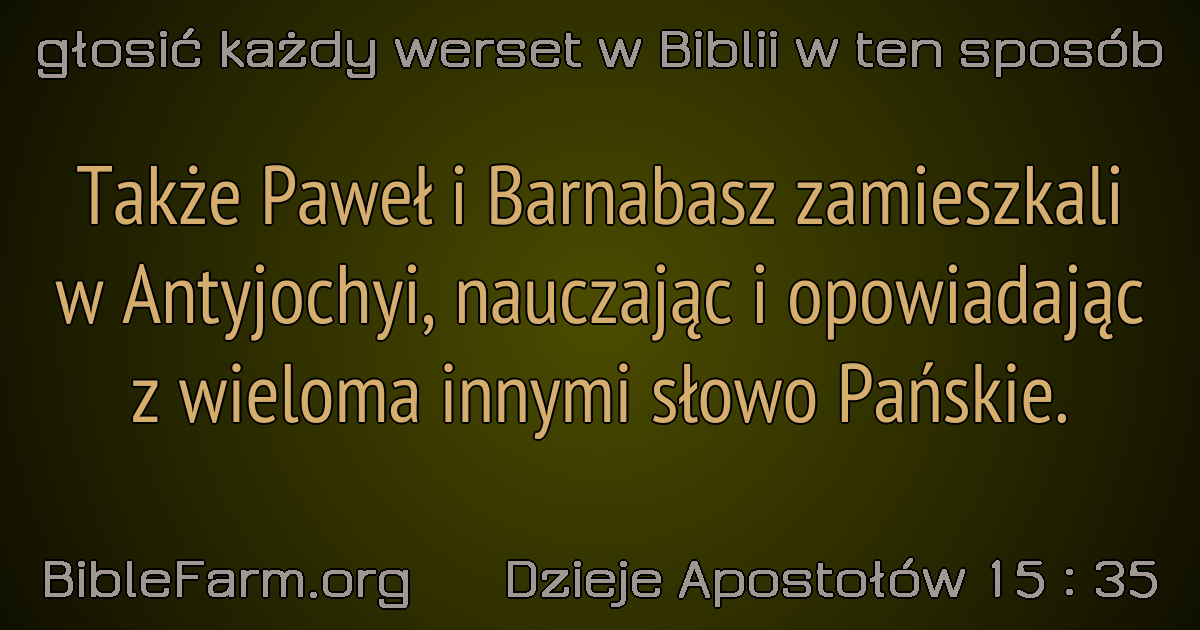 głosić każdy werset w Biblii w ten sposób
Także Paweł i Barnabasz zamieszkali
w Antyjochyi, nauczając i opowiadając
z wieloma innymi słowo Pańskie.
BibleFarm.org Dzieje Apostołów 15 : 35